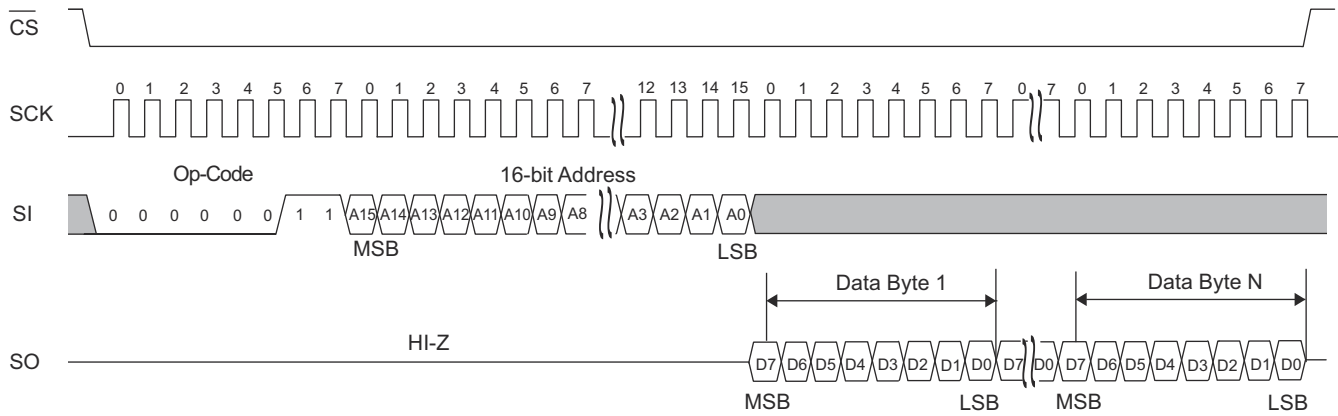 CS
0 1 2 3 4 5 6 7 0 1 2 3 4 5 6 7 12 13 14 15 0 1 2 3 4 5 6 7 0 7 0 1 2 3 4 5 6 7
SCK
Op-Code 16-bit Address
SI 0 0 0 0 0 0 1 1 A15 A14 A13 A12 A11 A10 A9 A8 A3 A2 A1 A0
MSB LSB
Data Byte 1 Data Byte N
HI-Z
SO D7 D6 D5 D4 D3 D2 D1 D0 D7 D0 D7 D6 D5 D4 D3 D2 D1 D0
MSB LSB MSB LSB